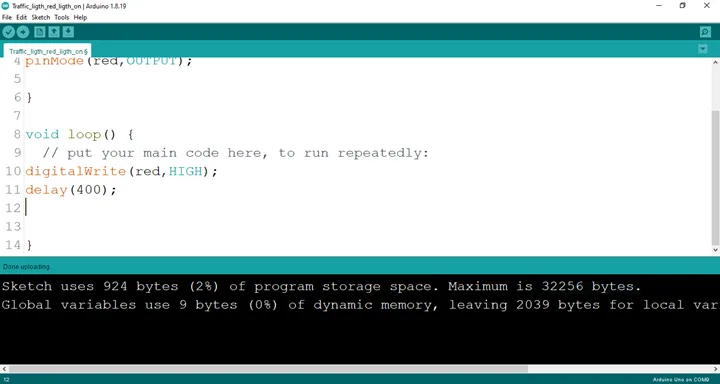 Traffic_ligth_red_ligth_on | Arduino 1.8.19
File Edit Sketch Tools Help
Traffic_ligth_red_ligth_on §
4 pinMode(red,OUTPUT);
5
6 }
7
8 void loop() {
9 // put your main code here, to run repeatedly:
10 digitalWrite(red,HIGH);
11 delay(400);
12
13
14 }
Done uploading.
Sketch uses 924 bytes (2%) of program storage space. Maximum is 32256 bytes.
Global variables use 9 bytes (0%) of dynamic memory, leaving 2039 bytes for local var
12 Arduino Uno on COM9